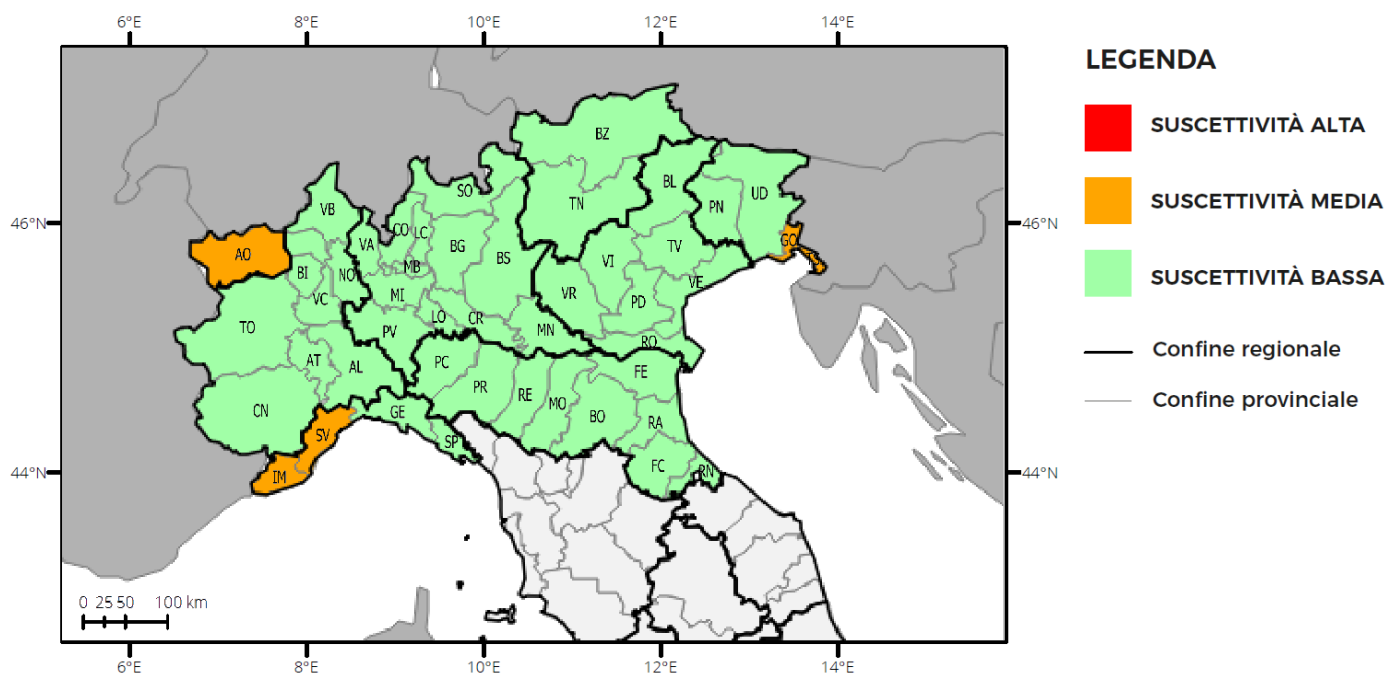 6°E 8°E 10°E 12°E 14°E
LEGENDA
SUSCETTIVITÀ ALTA
SUSCETTIVITÀ MEDIA
SUSCETTIVITÀ BASSA
Confine regionale
Confine provinciale
46°N
46°N
44°N
44°N
BZ
BL
UD
SO
TN
PN
VB
CO
LC
VA
GO
AO
BG
TV
BS
VI
MB
BI
NO
VE
VC
MI
VR
PD
LO
CR
TO
PV
MN
RO
AT
AL
PC
FE
PR
RE
MO
CN
GE
BO
RA
SV
SP
FC
RN
IM
0 25 50 100 km
6°E 8°E 10°E 12°E 14°E